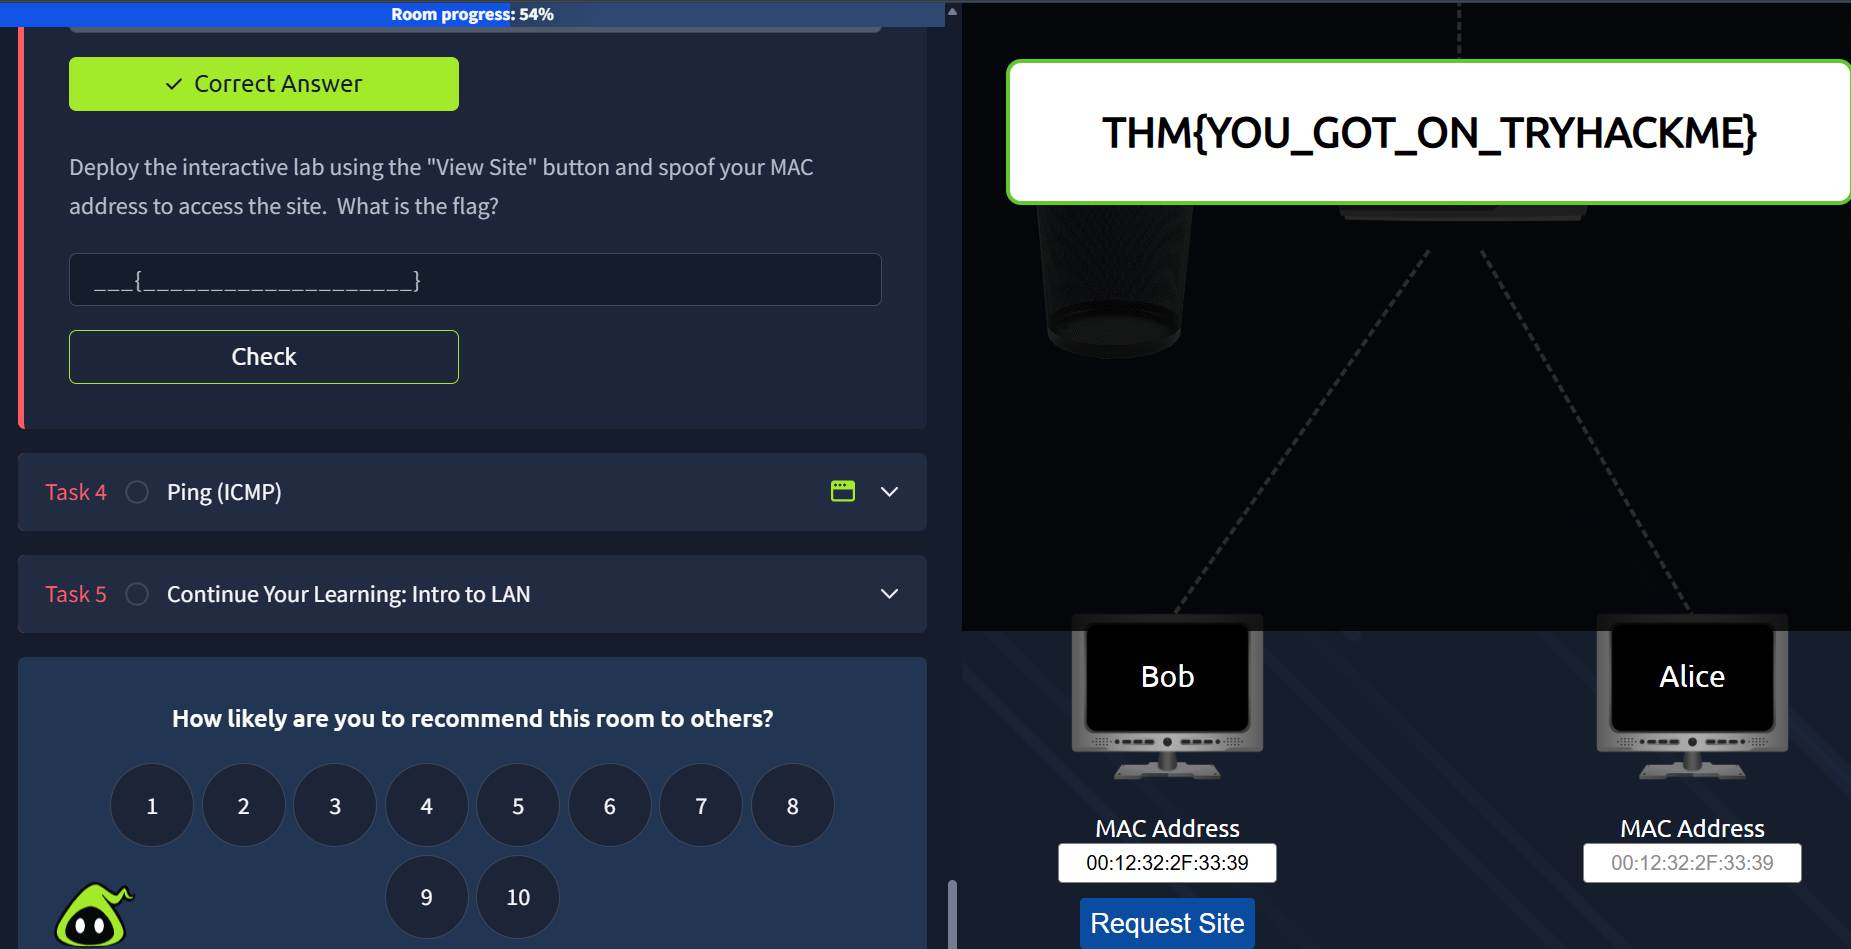 Room progress: 54%
✓ Correct Answer
Deploy the interactive lab using the "View Site" button and spoof your MAC
address to access the site.  What is the flag?
___{____________________}
Check
Task 4 Ping (ICMP)
Task 5 Continue Your Learning: Intro to LAN
How likely are you to recommend this room to others?
1 2 3 4 5 6 7 8
9 10
THM{YOU_GOT_ON_TRYHACKME}
Bob Alice
MAC Address MAC Address
00:12:32:2F:33:39 00:12:32:2F:33:39
Request Site